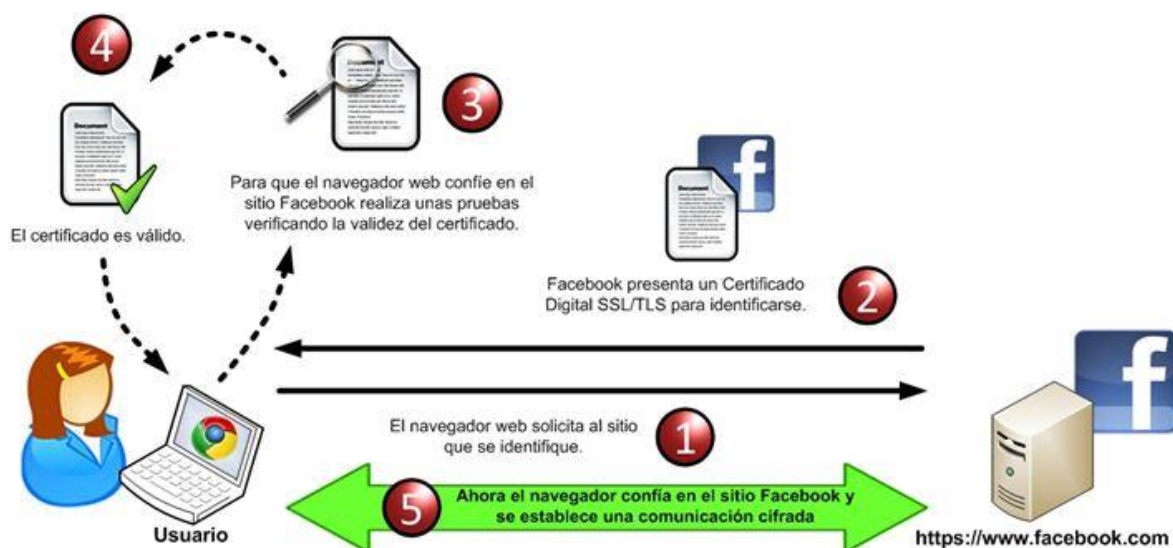 4
3
Document
Document
Para que el navegador web confíe en el
sitio Facebook realiza unas pruebas
verificando la validez del certificado.
El certificado es válido.
f
Document
Facebook presenta un Certificado
Digital SSL/TLS para identificarse.
2
f
El navegador web solicita al sitio
que se identifique.
1
5
Ahora el navegador confía en el sitio Facebook y
se establece una comunicación cifrada
Usuario
https://www.facebook.com